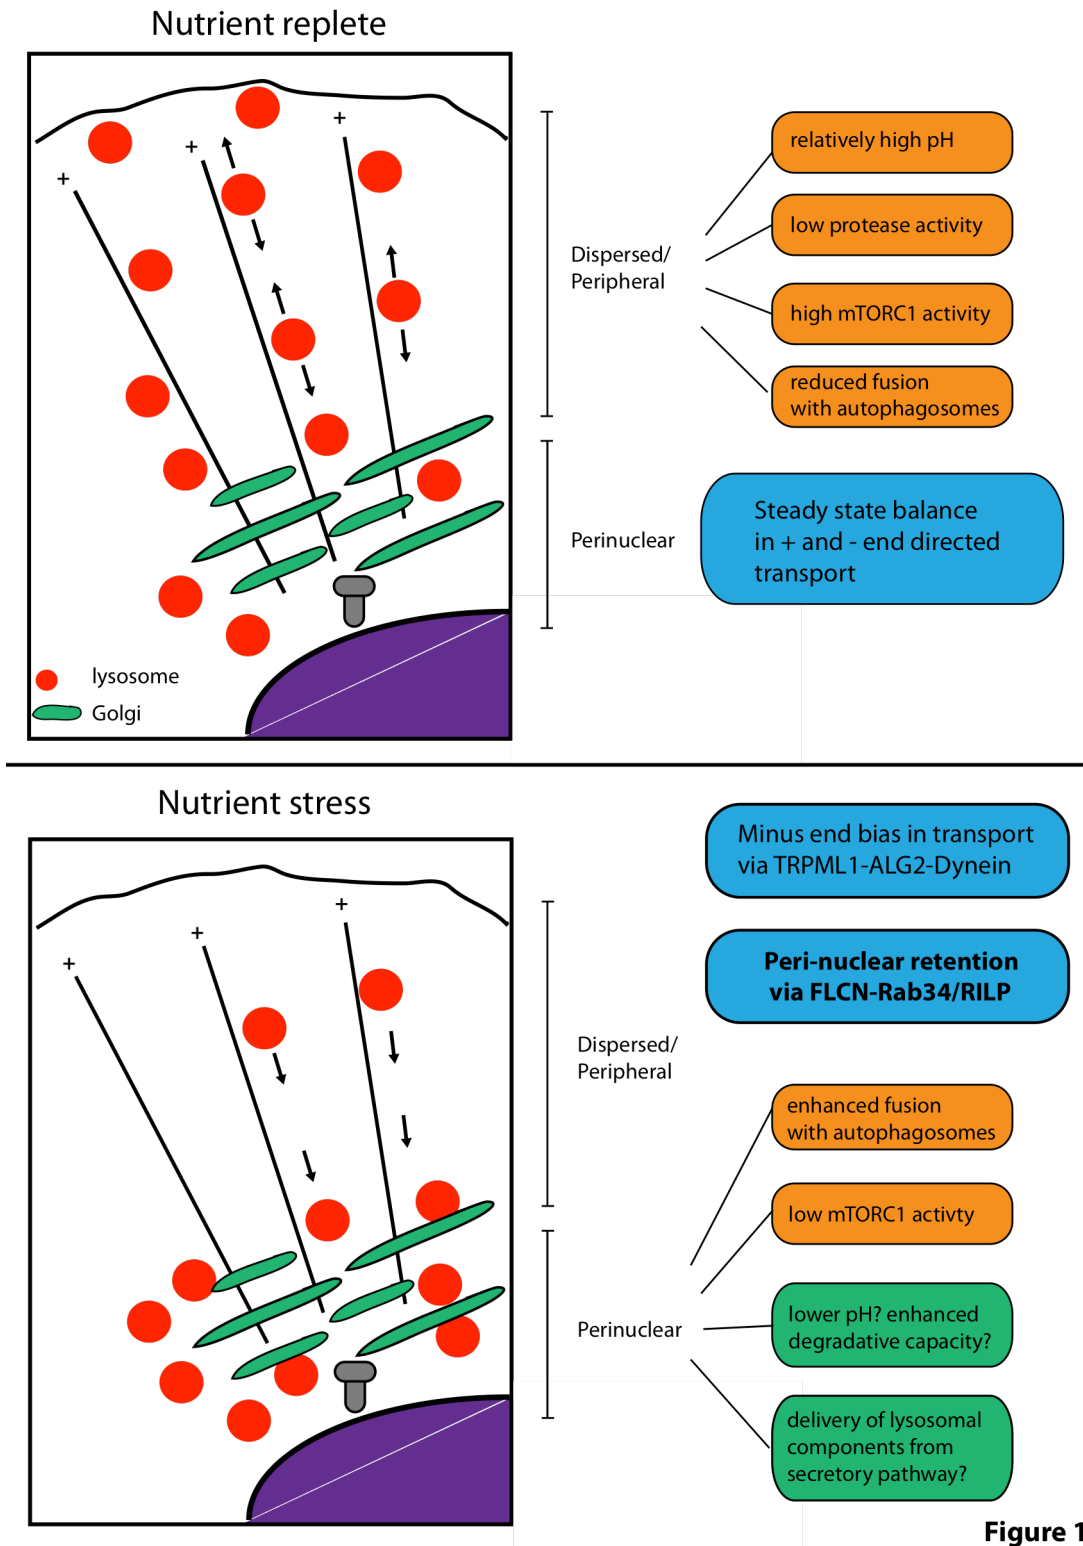 Nutrient replete
+
+
+
relatively high pH
low protease activity
Dispersed/
Peripheral
high mTORC1 activity
reduced fusion
with autophagosomes
Steady state balance
in + and - end directed
transport
Perinuclear
lysosome
Golgi
Nutrient stress
Minus end bias in transport
via TRPML1-ALG2-Dynein
+
+
+
Peri-nuclear retention
via FLCN-Rab34/RILP
Dispersed/
Peripheral
enhanced fusion
with autophagosomes
low mTORC1 activty
Perinuclear
lower pH? enhanced
degradative capacity?
delivery of lysosomal
components from
secretory pathway?
Figure 1